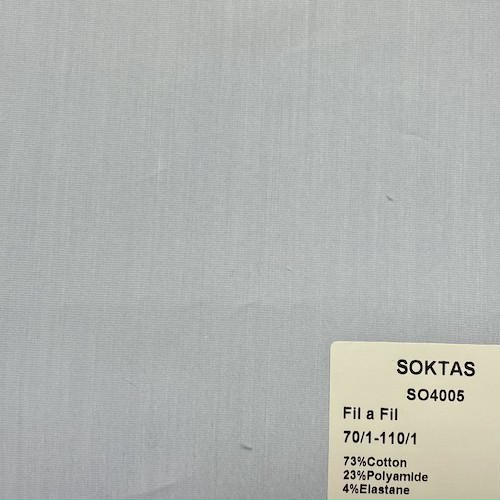 SOKTAS
SO4005
Fil a Fil
70/1-110/1
73%Cotton
23%Polyamide
4%Elastane